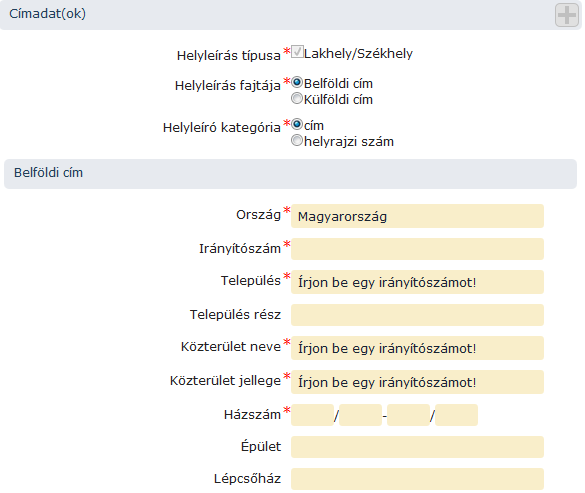 Címadat(ok)
Helyleírás típusa* Lakhely/Székhely
Helyleírás fajtája* Belföldi cím
Külföldi cím
Helyleíró kategória* cím
helyrajzi szám
Belföldi cím
Ország* Magyarország
Irányítószám*
Település* Írjon be egy irányítószámot!
Település rész
Közterület neve* Írjon be egy irányítószámot!
Közterület jellege* Írjon be egy irányítószámot!
Házszám* / - /
Épület
Lépcsőház